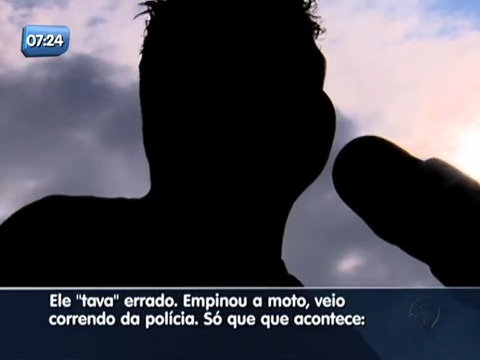 07:24
Ele "tava" errado. Empinou a moto, veio
correndo da polícia. Só que que acontece: